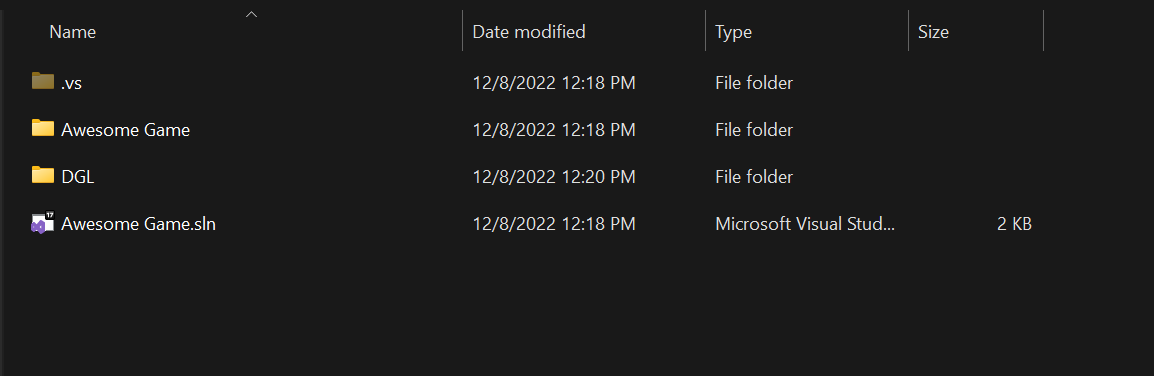 Name Date modified Type Size
.vs 12/8/2022 12:18 PM File folder
Awesome Game 12/8/2022 12:18 PM File folder
DGL 12/8/2022 12:20 PM File folder
17
Awesome Game.sln 12/8/2022 12:18 PM Microsoft Visual Stud... 2 KB